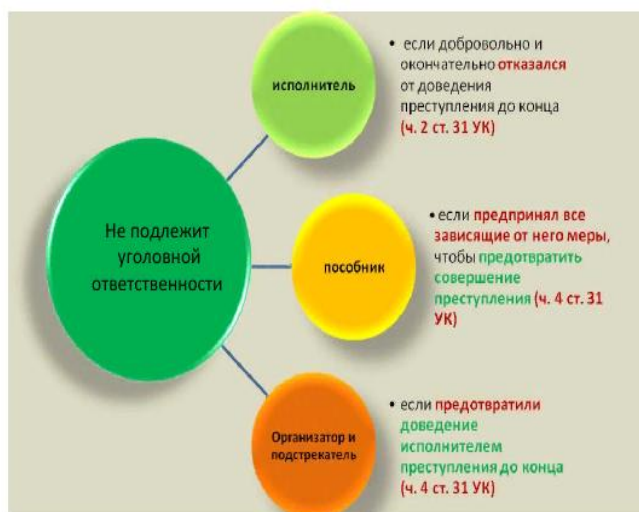 исполнитель
• если добровольно и
окончательно отказался
от доведения
преступления до конца
(ч. 2 ст. 31 УК)
Не подлежит
уголовной
ответственности
пособник
• если предпринял все
зависящие от него меры,
чтобы предотвратить
совершение
преступления (ч. 4 ст. 31
УК)
Организатор и
подстрекатель
• если предотвратили
доведение
исполнителем
преступления до конца
(ч. 4 ст. 31 УК)